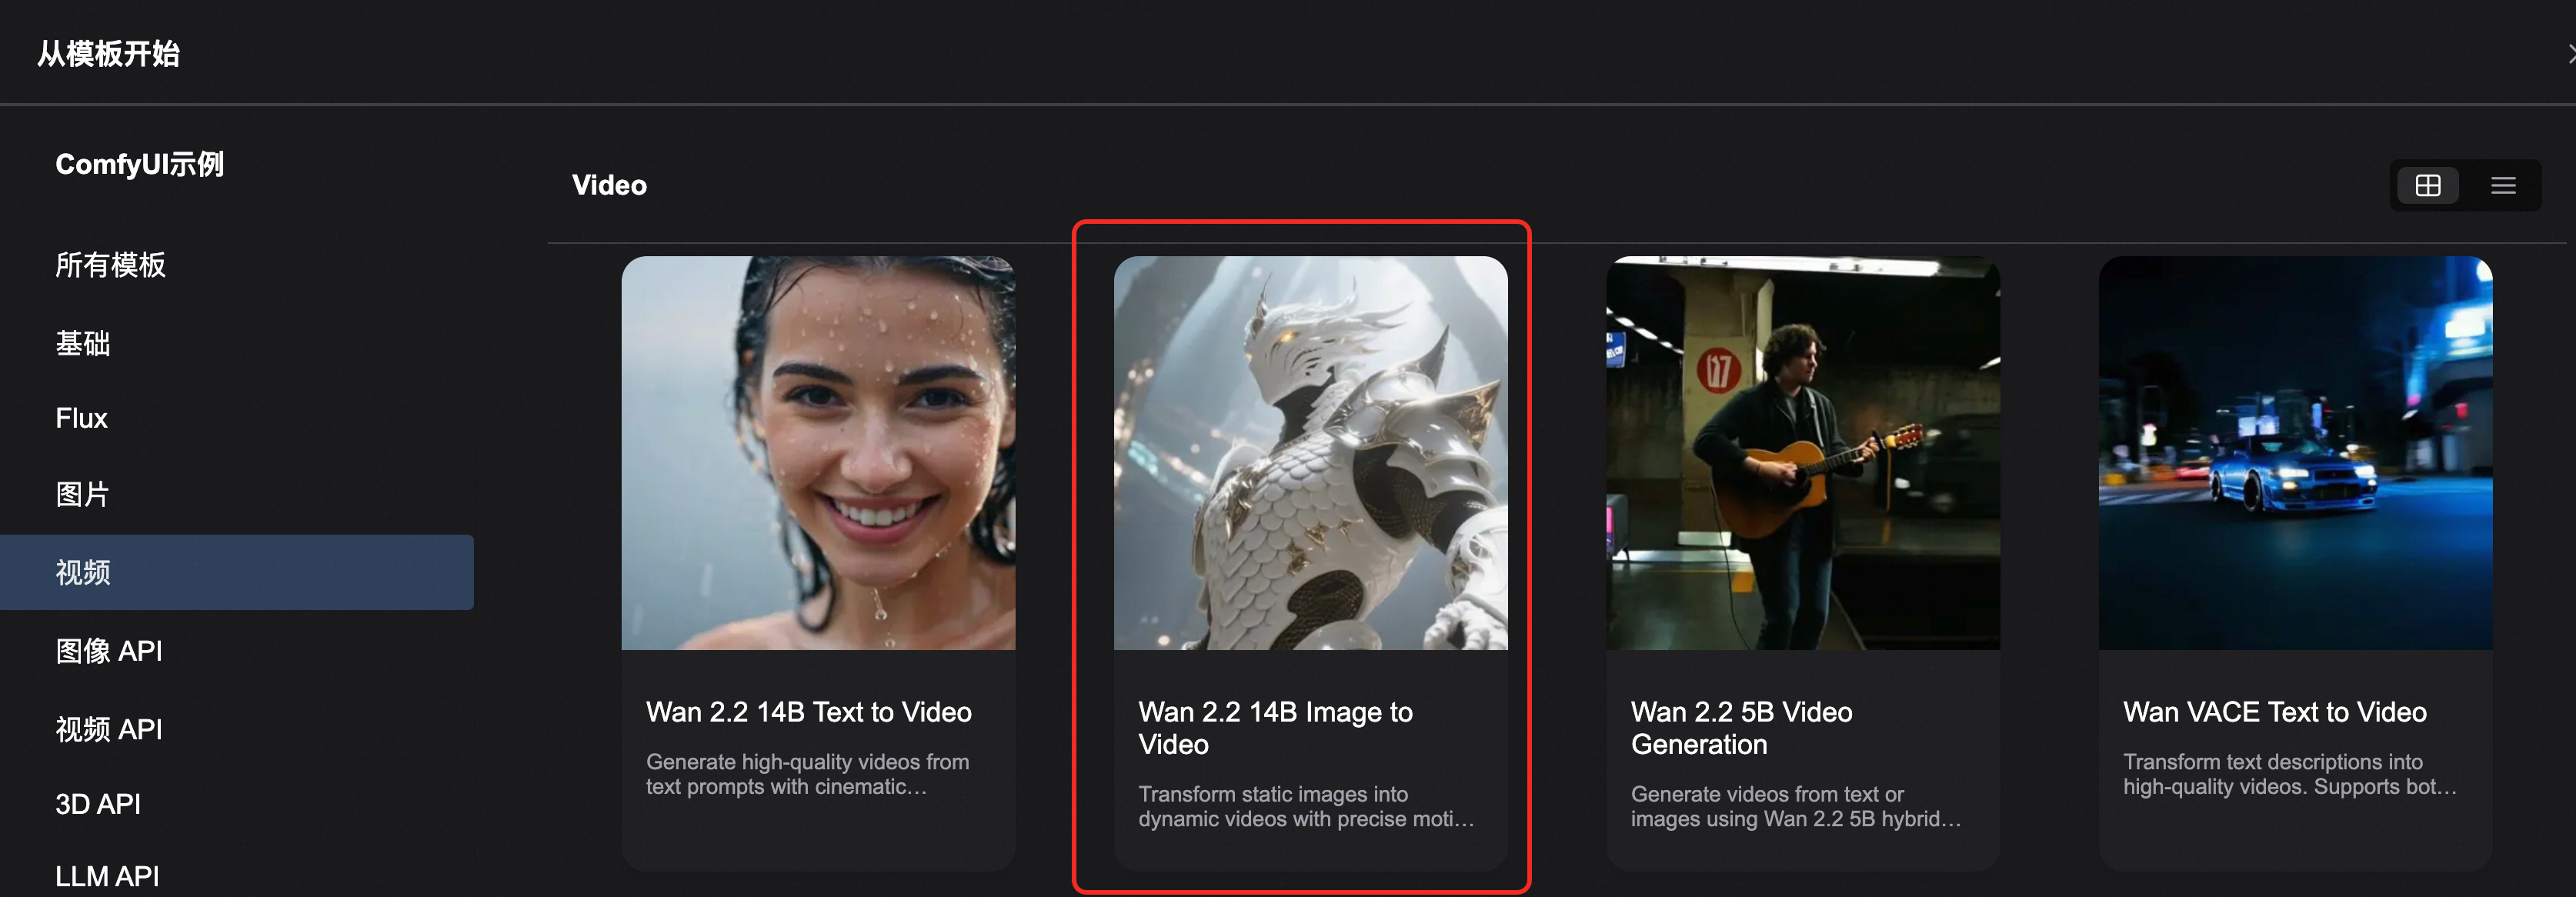 从模板开始
ComfyUI示例
所有模板
基础
Flux
图片
视频
图像 API
视频 API
3D API
LLM API
Video
Wan 2.2 14B Text to Video
Generate high-quality videos from
text prompts with cinematic...
Wan 2.2 14B Image to
Video
Transform static images into
dynamic videos with precise moti...
17
Wan 2.2 5B Video
Generation
Generate videos from text or
images using Wan 2.2 5B hybrid...
Wan VACE Text to Video
Transform text descriptions into
high-quality videos. Supports bot...